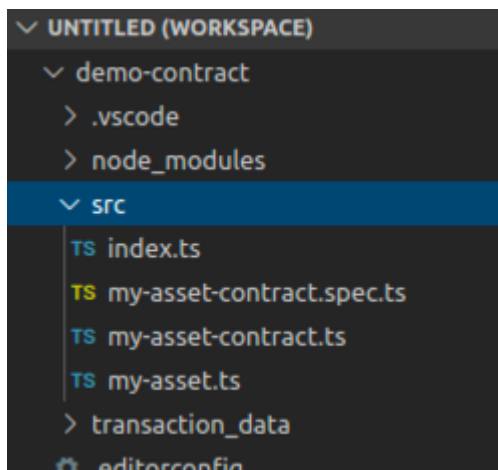 UNTITLED (WORKSPACE)
demo-contract
.vscode
node_modules
src
TS index.ts
TS my-asset-contract.spec.ts
TS my-asset-contract.ts
TS my-asset.ts
transaction_data
.editorconfig